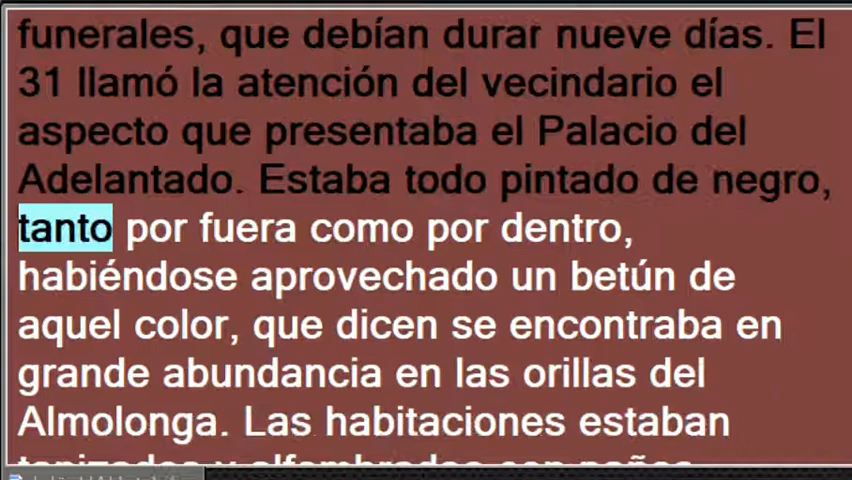 funerales, que debían durar nueve días. El
31 llamó la atención del vecindario el
aspecto que presentaba el Palacio del
Adelantado. Estaba todo pintado de negro,
tanto por fuera como por dentro,
habiéndose aprovechado un betún de
aquel color, que dicen se encontraba en
grande abundancia en las orillas del
Almolonga. Las habitaciones estaban